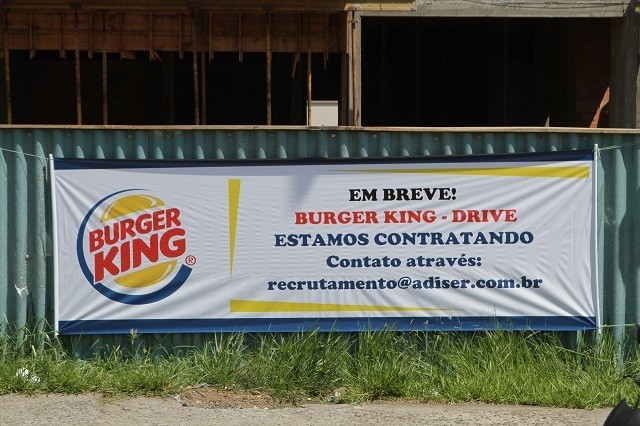 BURGER
KING®
EM BREVE!
BURGER KING - DRIVE
ESTAMOS CONTRATANDO
Contato através:
recrutamento@adiser.com.br